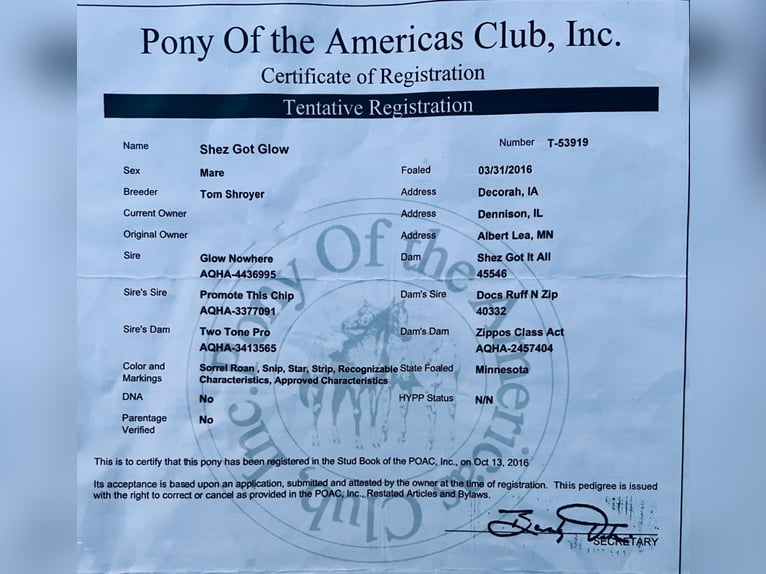 Pony Of the Americas Club, Inc.
Certificate of Registration
Tentative Registration
Name Shez Got Glow Number T-53919
Sex Mare Foaled 03/31/2016
Breeder Tom Shroyer Address Decorah, IA
Current Owner Address Dennison, IL
Original Owner Address Albert Lea, MN
Sire Glow Nowhere Dam Shez Got It All
AQHA-4436995 45546
Sire's Sire Promote This Chip Dam's Sire Docs Ruff N Zip
AQHA-3377091 40332
Sire's Dam Two Tone Pro Dam's Dam Zippos Class Act
AQHA-3413565 AQHA-2457404
Color and Markings Sorrel Roan , Snip, Star, Strip, Recognizable Characteristics, Approved Characteristics State Foaled Minnesota
DNA No HYPP Status N/N
Parentage Verified No
This is to certify that this pony has been registered in the Stud Book of the POAC, Inc., on Oct 13, 2016
Its acceptance is based upon an application, submitted and attested by the owner at the time of registration. This pedigree is issued
with the right to correct or cancel as provided in the POAC, Inc., Restated Articles and Bylaws.
SECRETARY
Pony Of the Americas Club, Inc.